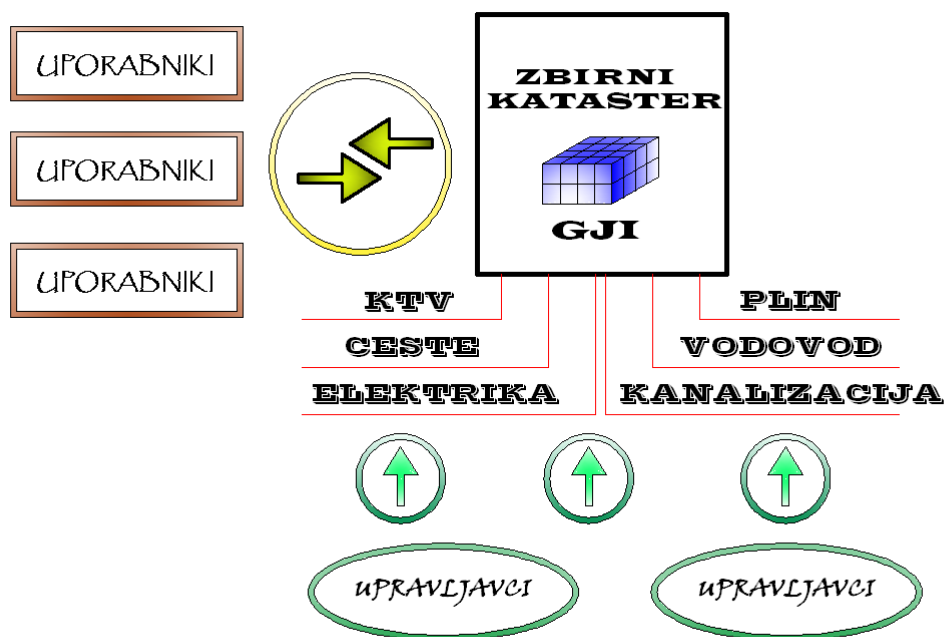 UPORABNIKI
UPORABNIKI
UPORABNIKI
ZBIRNI
KATASTER
GJI
KTV
PLIN
CESTE
VODOVOD
ELEKTRIKA
KANALIZACIJA
UPRAVLJAVCI
UPRAVLJAVCI